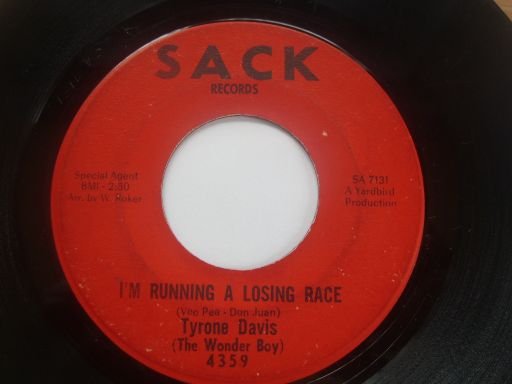 SACK
RECORDS
Special Agent
BMI - 2:50
Arr. by W. Roker
SA 7131
A Yardbird
Production
I'M RUNNING A LOSING RACE
(Vee Pee - Don Juan)
Tyrone Davis
(The Wonder Boy)
4359